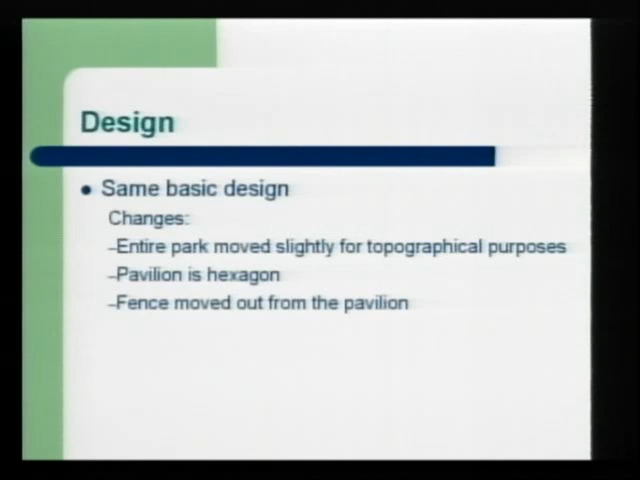 Design
Same basic design
Changes:
-Entire park moved slightly for topographical purposes
-Pavilion is hexagon
-Fence moved out from the pavilion